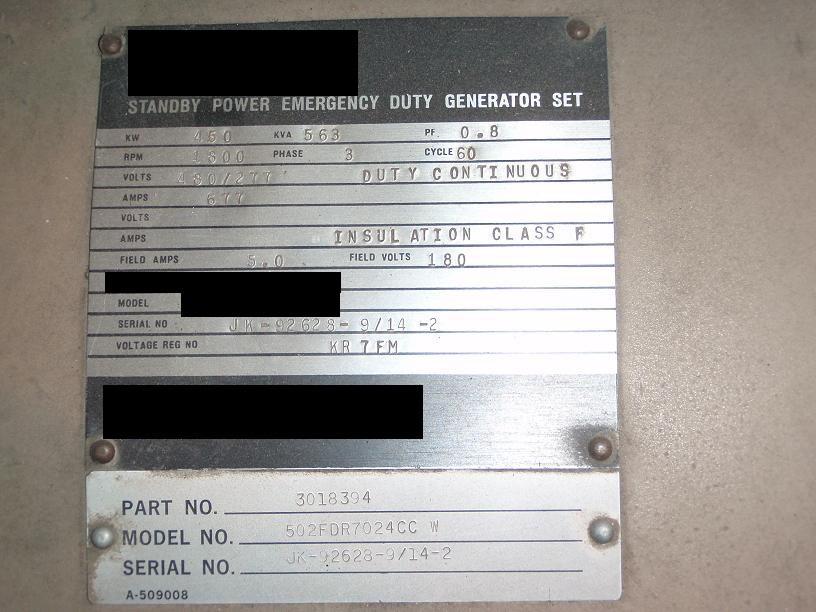 STANDBY POWER EMERGENCY DUTY GENERATOR SET
KW 450 KVA 563 PF. 0.8
RPM 1800 PHASE 3 CYCLE 60
VOLTS 480/277 DUTY CONTINUOUS
AMPS 677
VOLTS
AMPS INSULATION CLASS F
FIELD AMPS 5.0 FIELD VOLTS 180
MODEL
SERIAL NO JK-92628-9/14-2
VOLTAGE REG NO KR7FM
PART NO. 3018394
MODEL NO. 502FDR7024CC W
SERIAL NO. JK-92628-9/14-2
A-509008